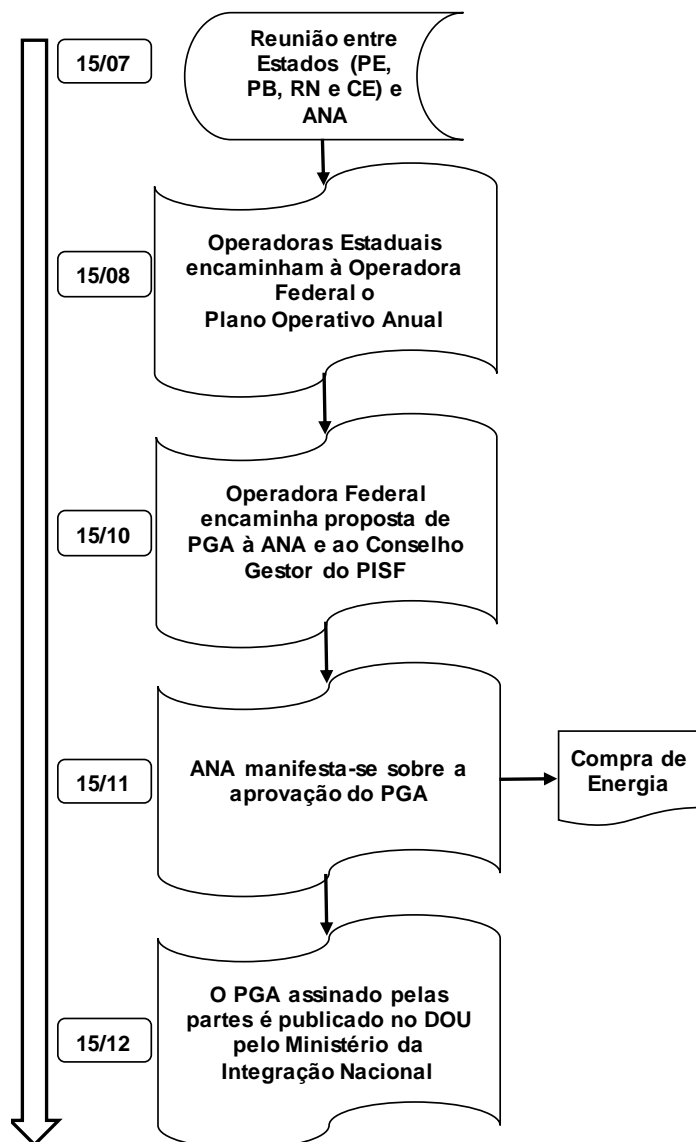 15/07
Reunião entre
Estados (PE,
PB, RN e CE) e
ANA
15/08
Operadoras Estaduais
encaminham à Operadora
Federal o
Plano Operativo Anual
15/10
Operadora Federal
encaminha proposta de
PGA à ANA e ao Conselho
Gestor do PISF
15/11
ANA manifesta-se sobre a
aprovação do PGA
Compra de
Energia
15/12
O PGA assinado pelas
partes é publicado no DOU
pelo Ministério da
Integração Nacional